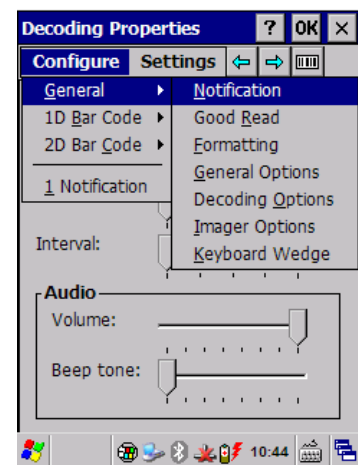 Decoding Properties ? OK ×
Configure Settings
General
1D Bar Code
2D Bar Code
1 Notification
Notification
Good Read
Formatting
General Options
Decoding Options
Imager Options
Keyboard Wedge
Interval:
Audio
Volume:
Beep tone:
10:44